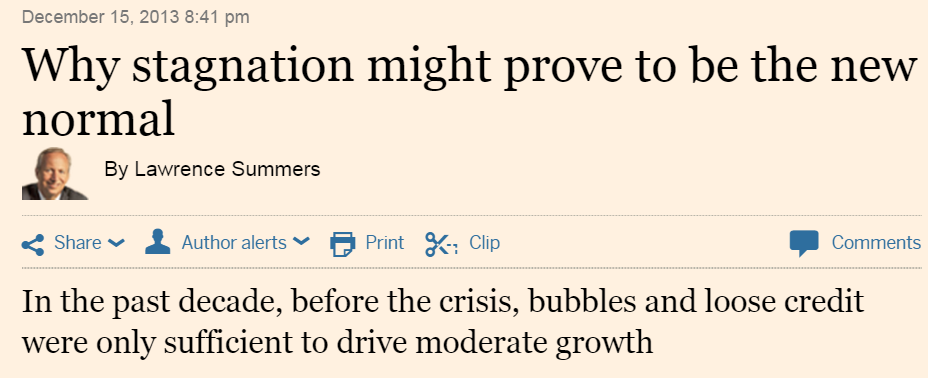 December 15, 2013 8:41 pm
Why stagnation might prove to be the new
normal
By Lawrence Summers
Share Author alerts Print Clip Comments
In the past decade, before the crisis, bubbles and loose credit
were only sufficient to drive moderate growth